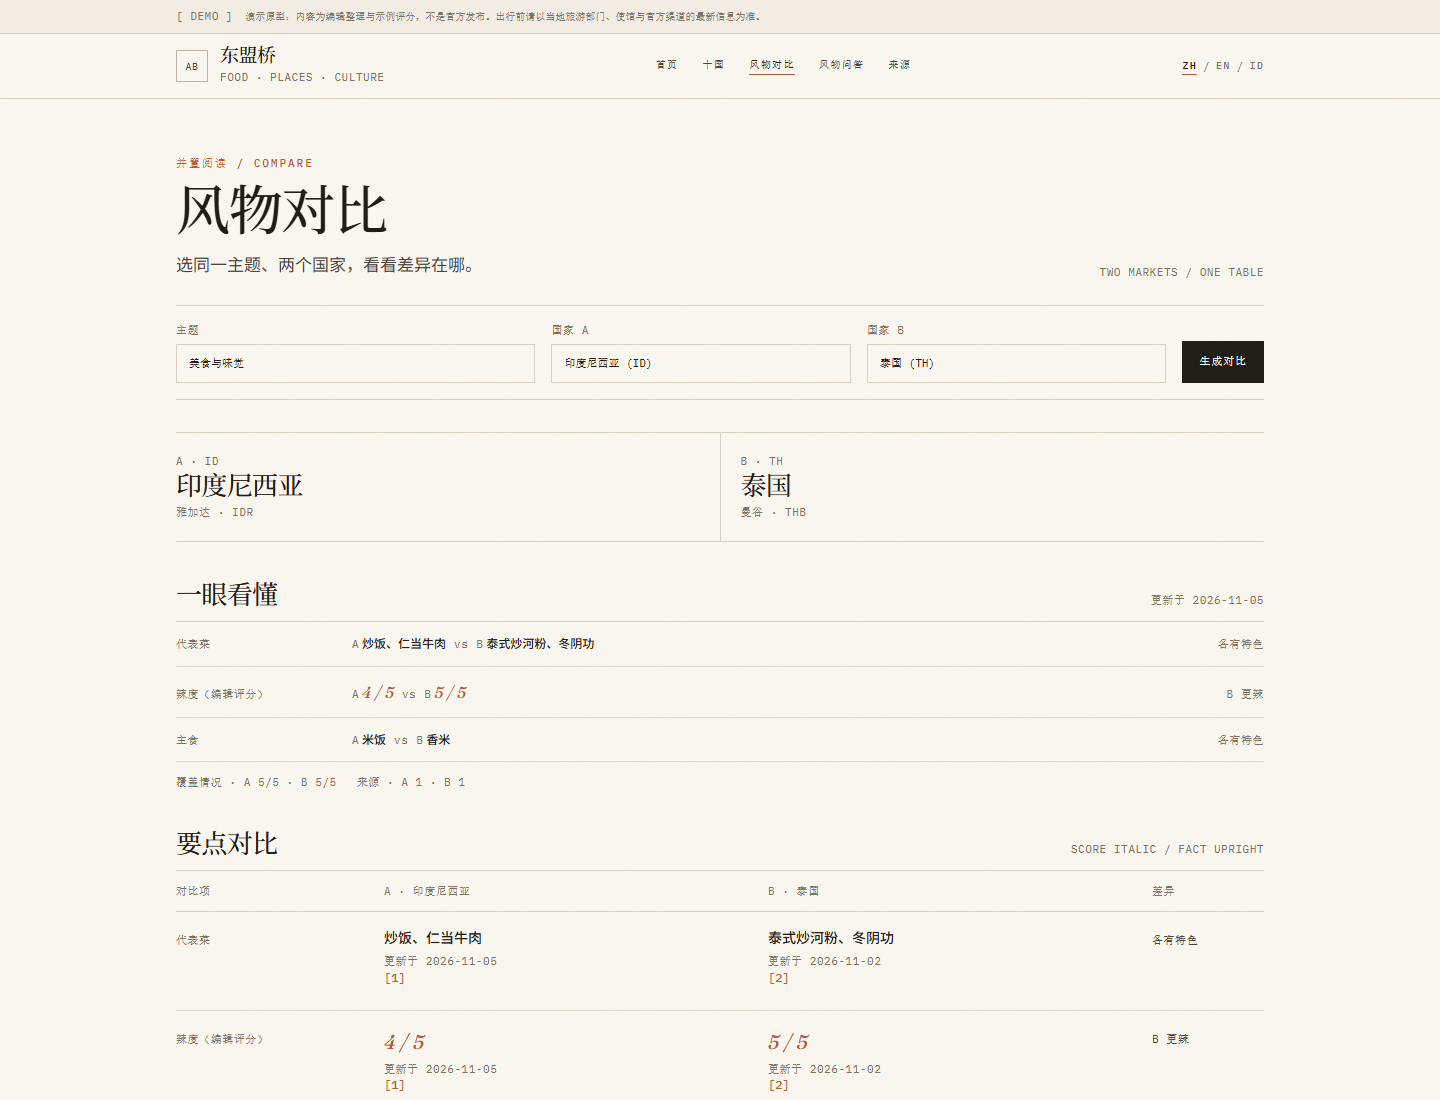 [ DEMO ] 演示原型：内容为编辑整理与示例评分，不是官方发布。出行前请以当地旅游部门、使馆与官方渠道的最新信息为准。
AB
东盟桥
FOOD · PLACES · CULTURE
首页 十国 风物对比 风物问答 来源
ZH / EN / ID
并置阅读 / COMPARE
风物对比
选同一主题、两个国家，看看差异在哪。
TWO MARKETS / ONE TABLE
主题 国家 A 国家 B
美食与味觉 印度尼西亚 (ID) 泰国 (TH) 生成对比
A · ID
印度尼西亚
雅加达 · IDR
B · TH
泰国
曼谷 · THB
一眼看懂
更新于 2026-11-05
代表菜 A 炒饭、仁当牛肉 vs B 泰式炒河粉、冬阴功 各有特色
辣度（编辑评分） A 4/5 vs B 5/5 B 更辣
主食 A 米饭 vs B 香米 各有特色
覆盖情况 · A 5/5 · B 5/5 来源 · A 1 · B 1
要点对比
SCORE ITALIC / FACT UPRIGHT
对比项 A · 印度尼西亚 B · 泰国 差异
代表菜 炒饭、仁当牛肉 泰式炒河粉、冬阴功 各有特色
更新于 2026-11-05 更新于 2026-11-02
[1] [2]
辣度（编辑评分） 4/5 5/5 B 更辣
更新于 2026-11-05 更新于 2026-11-02
[1] [2]